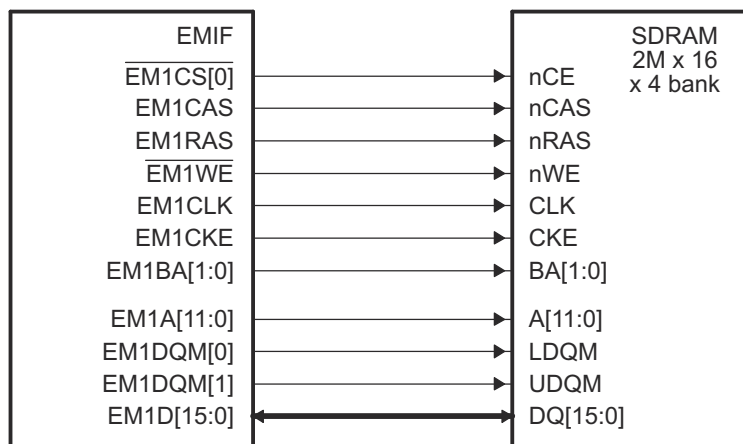 EMIF
EM1CS[0]
EM1CAS
EM1RAS
EM1WE
EM1CLK
EM1CKE
EM1BA[1:0]
EM1A[11:0]
EM1DQM[0]
EM1DQM[1]
EM1D[15:0]
SDRAM
2M x 16
x 4 bank
nCE
nCAS
nRAS
nWE
CLK
CKE
BA[1:0]
A[11:0]
LDQM
UDQM
DQ[15:0]